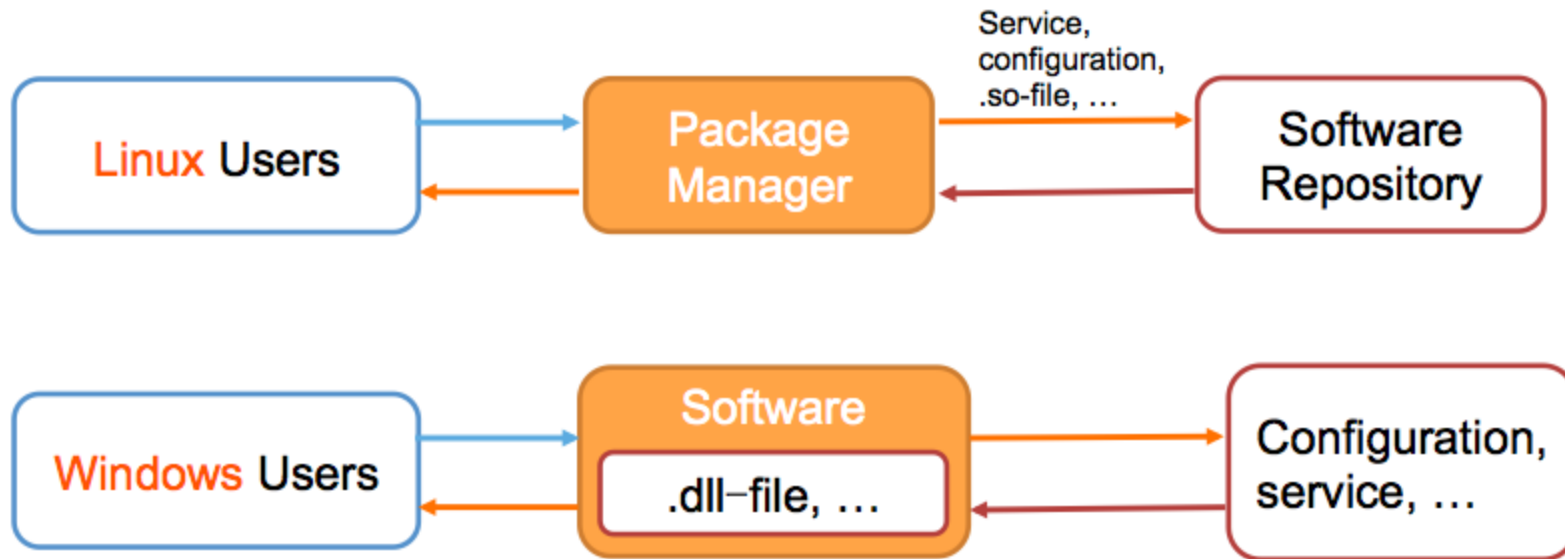 Service,
configuration,
.so-file, …
Linux Users
Package
Manager
Software
Repository
Windows Users
Software
.dll-file, …
Configuration,
service, …